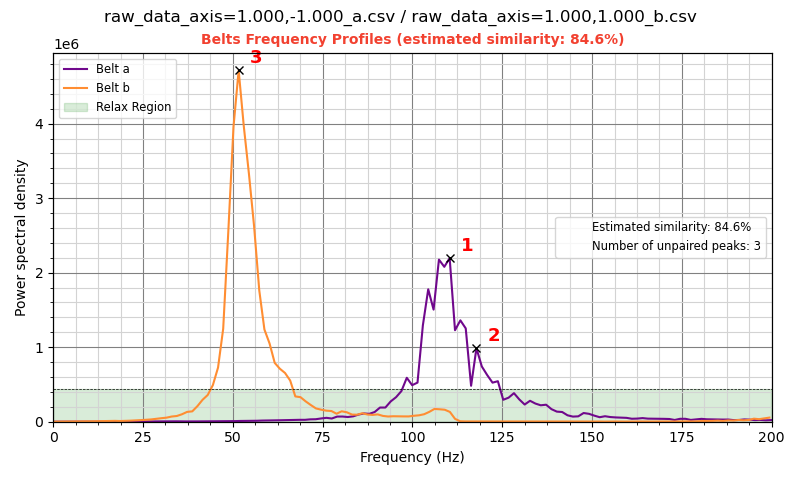 raw_data_axis=1.000,-1.000_a.csv / raw_data_axis=1.000,1.000_b.csv
Belts Frequency Profiles (estimated similarity: 84.6%)
1e6
Belt a
Belt b
Relax Region
3
1
2
Estimated similarity: 84.6%
Number of unpaired peaks: 3
Power spectral density
4
3
2
1
0
0 25 50 75 100 125 150 175 200
Frequency (Hz)